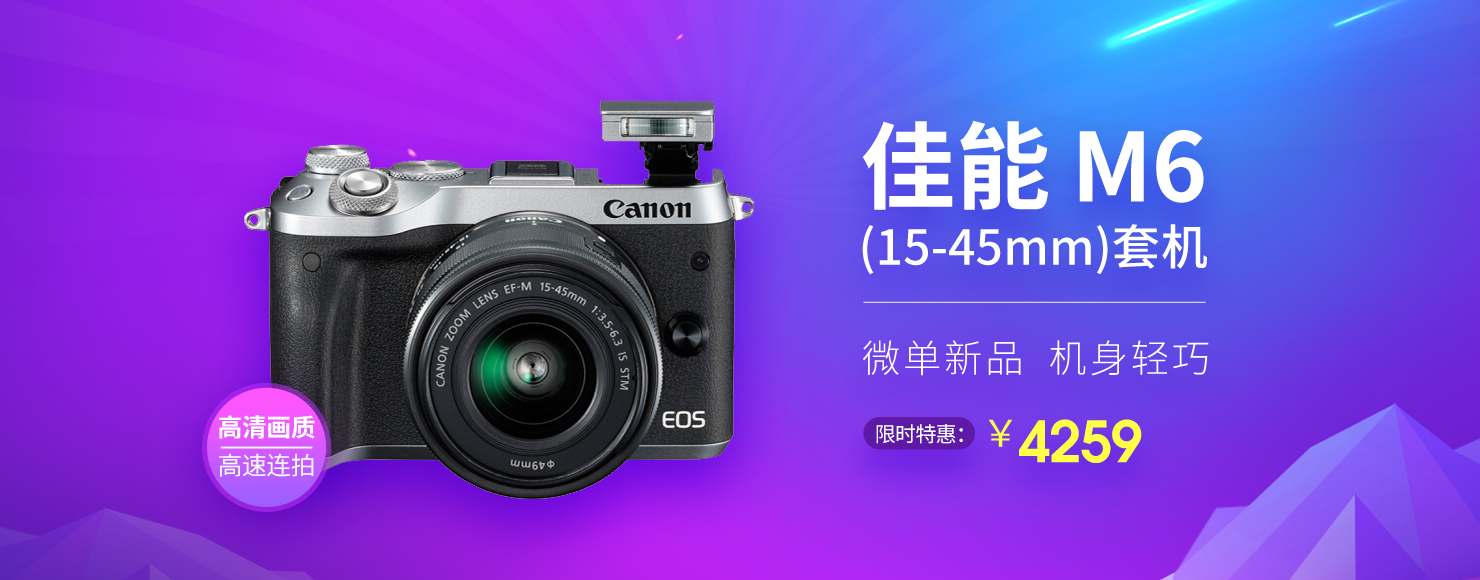 Canon
CANON ZOOM LENS EF-M 15-45mm 1:3.5-6.3 IS STM
Φ49mm
EOS
高清画质
高速连拍
佳能 M6
(15-45mm)套机
微单新品 机身轻巧
限时特惠: ¥4259